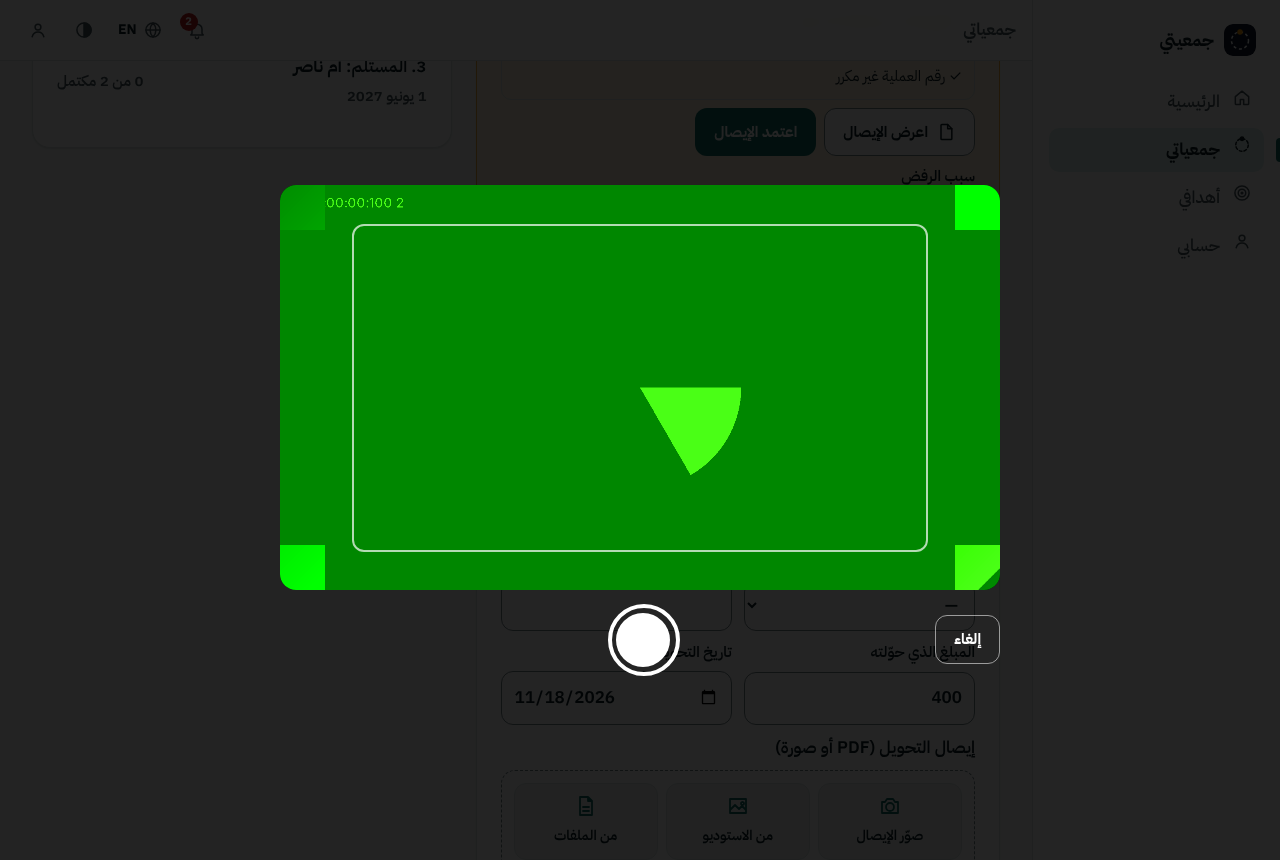 جمعيتي
الرئيسية
جمعياتي
أهدافي
حسابي
جمعياتي
2
EN
✓ رقم العملية غير مكرر
اعرض الإيصال
اعتمد الإيصال
سبب الرفض
3. المستلم: ام ناصر
0 من 2 مكتمل
1 يونيو 2027
00:00:100 2
—
إلغاء
المبلغ الذي حوّلته
تاريخ
400
11/18/2026
إيصال التحويل (PDF أو صورة)
صوّر الإيصال
من الاستوديو
من الملفات